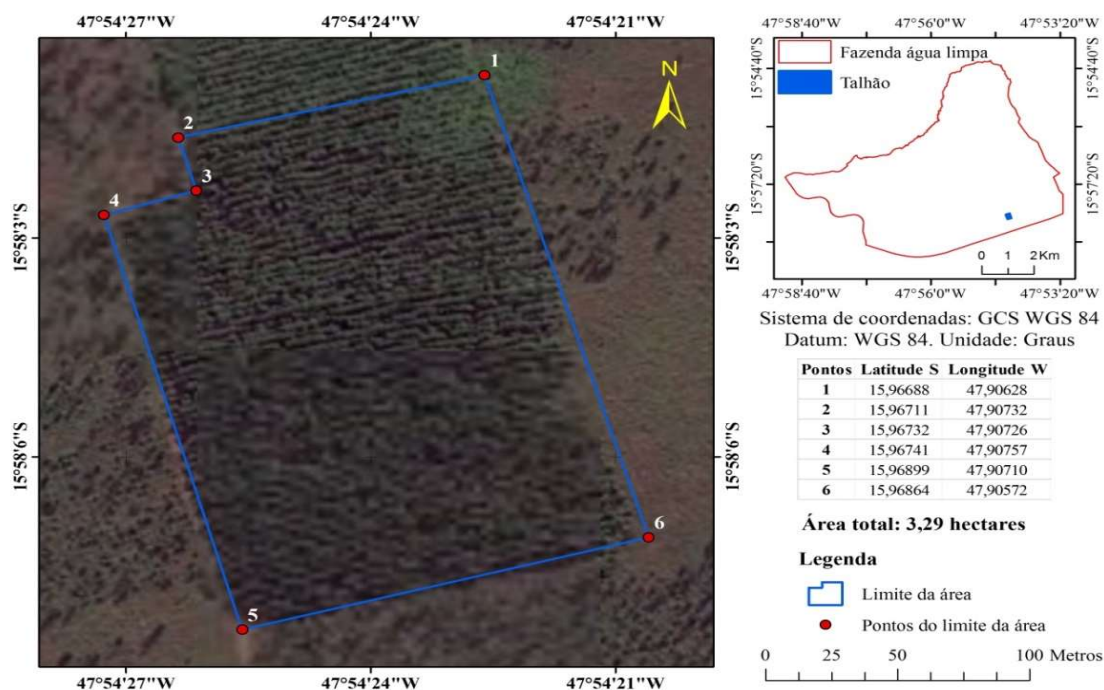 47°54'27"W 47°54'24"W 47°54'21"W
1
N
2
3
4
15°58'3"S 15°58'3"S
15°58'6"S 15°58'6"S
6
5
47°54'27"W 47°54'24"W 47°54'21"W
47°58'40"W 47°56'0"W 47°53'20"W
Fazenda água limpa
Talhão
15°54'40"S 15°54'40"S
15°57'20"S 15°57'20"S
0 1 2 Km
47°58'40"W 47°56'0"W 47°53'20"W
Sistema de coordenadas: GCS WGS 84
Datum: WGS 84. Unidade: Graus
Pontos Latitude S Longitude W
1 15,96688 47,90628
2 15,96711 47,90732
3 15,96732 47,90726
4 15,96741 47,90757
5 15,96899 47,90710
6 15,96864 47,90572
Área total: 3,29 hectares
Legenda
Limite da área
Pontos do limite da área
0 25 50 100 Metros